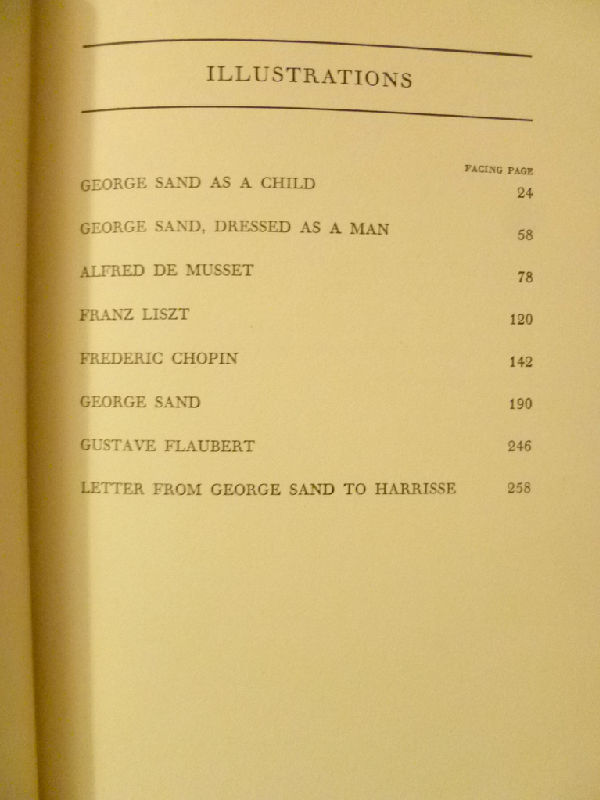 ILLUSTRATIONS
FACING PAGE
GEORGE SAND AS A CHILD 24
GEORGE SAND, DRESSED AS A MAN 58
ALFRED DE MUSSET 78
FRANZ LISZT 120
FREDERIC CHOPIN 142
GEORGE SAND 190
GUSTAVE FLAUBERT 246
LETTER FROM GEORGE SAND TO HARRISSE 258